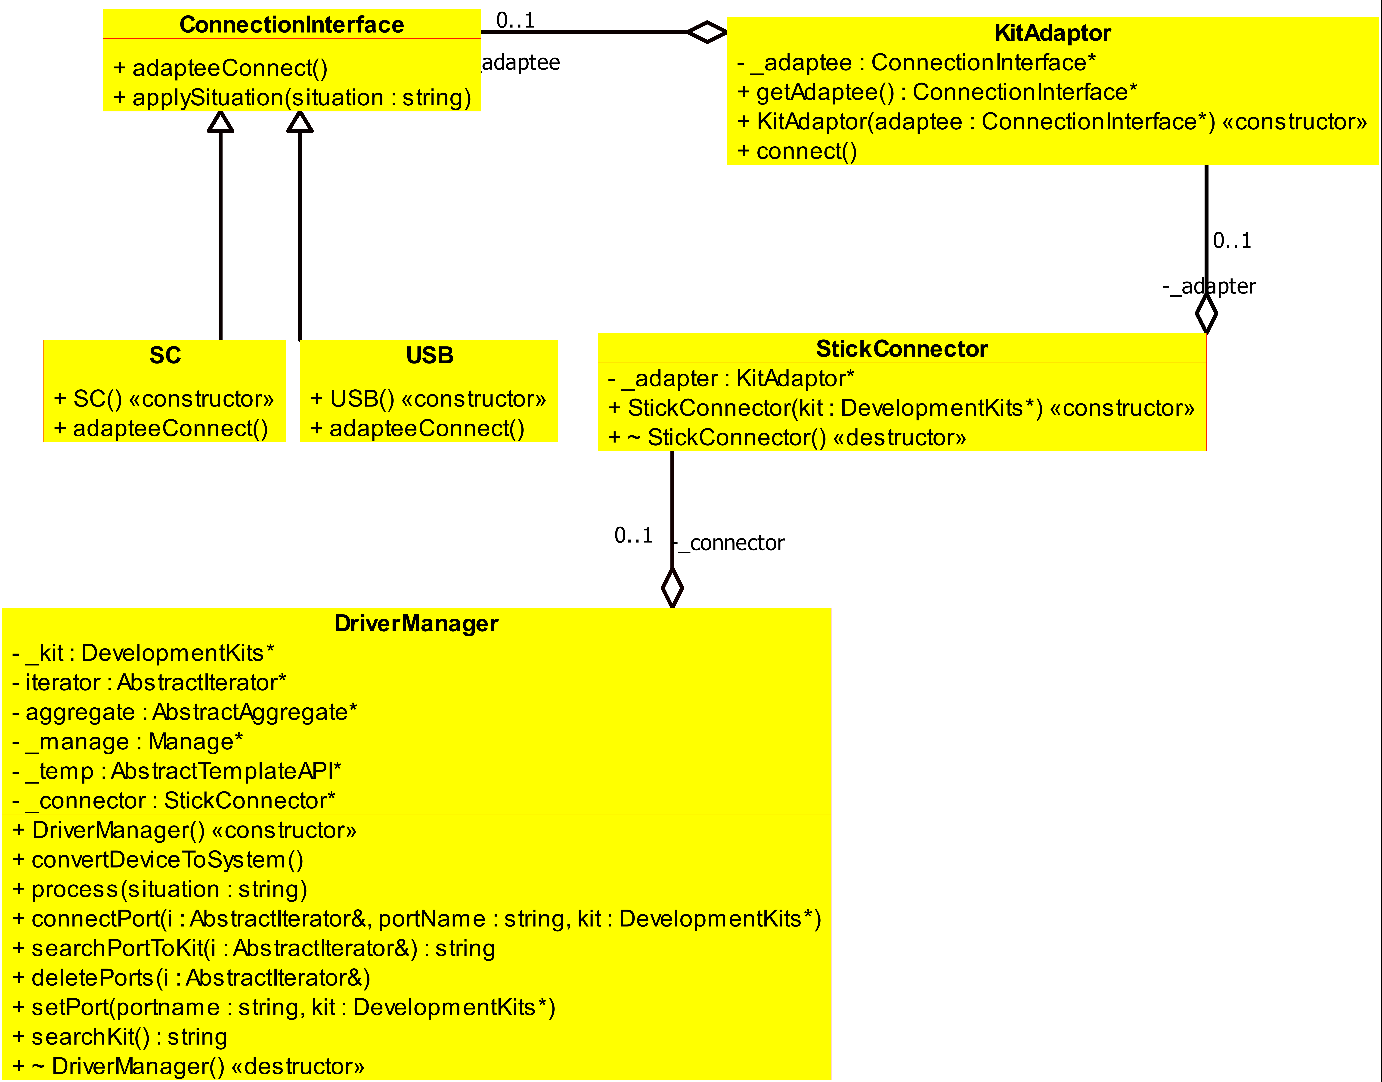 ConnectionInterface
+ adapteeConnect()
+ applySituation(situation : string)
0..1
_adaptee
KitAdaptor
- _adaptee : ConnectionInterface*
+ getAdaptee() : ConnectionInterface*
+ KitAdaptor(adaptee : ConnectionInterface*) «constructor»
+ connect()
0..1
-_adapter
SC
+ SC() «constructor»
+ adapteeConnect()
USB
+ USB() «constructor»
+ adapteeConnect()
StickConnector
- _adapter : KitAdaptor*
+ StickConnector(kit : DevelopmentKits*) «constructor»
+ ~ StickConnector() «destructor»
0..1
-_connector
DriverManager
- _kit : DevelopmentKits*
- iterator : AbstractIterator*
- aggregate : AbstractAggregate*
- _manage : Manage*
- _temp : AbstractTemplateAPI*
- _connector : StickConnector*
+ DriverManager() «constructor»
+ convertDeviceToSystem()
+ process(situation : string)
+ connectPort(i : AbstractIterator&, portName : string, kit : DevelopmentKits*)
+ searchPortToKit(i : AbstractIterator&) : string
+ deletePorts(i : AbstractIterator&)
+ setPort(portname : string, kit : DevelopmentKits*)
+ searchKit() : string
+ ~ DriverManager() «destructor»